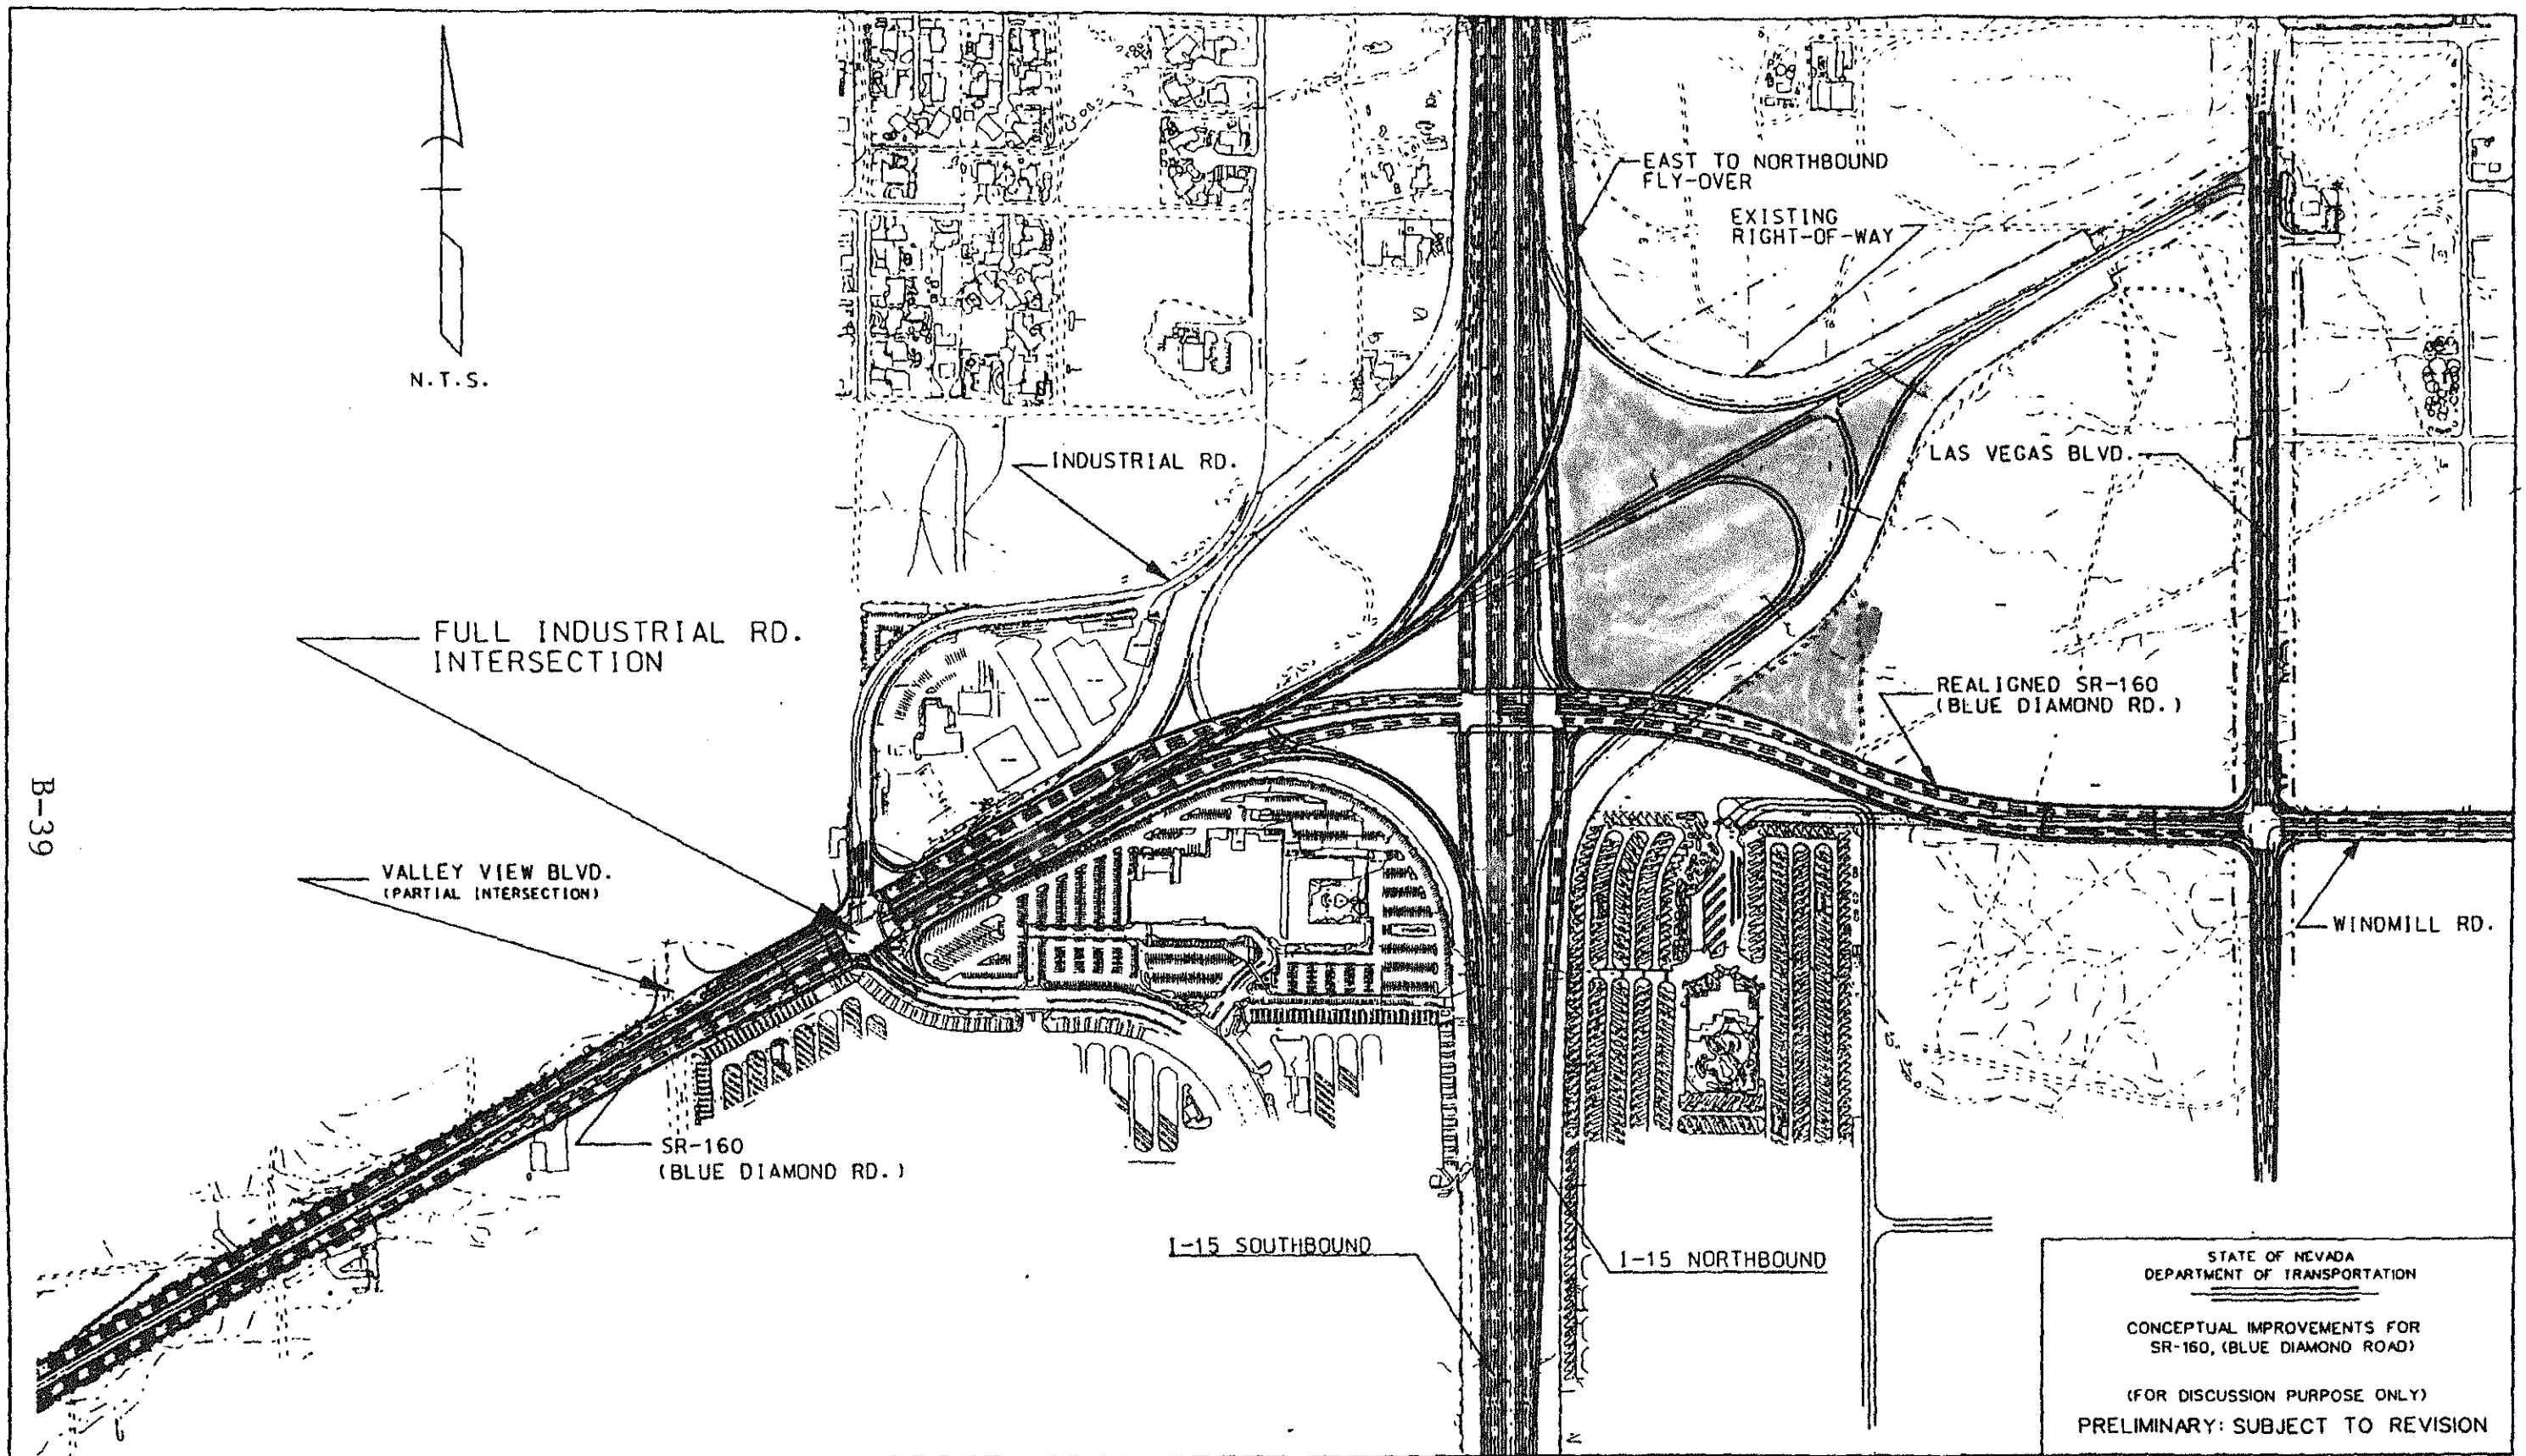 N.T.S.
EAST TO NORTHBOUND
FLY-OVER
EXISTING
RIGHT-OF-WAY
INDUSTRIAL RD.
LAS VEGAS BLVD.
FULL INDUSTRIAL RD.
INTERSECTION
REALIGNED SR-160
(BLUE DIAMOND RD.)
B-39
VALLEY VIEW BLVD.
(PARTIAL INTERSECTION)
WINDMILL RD.
SR-160
(BLUE DIAMOND RD.)
I-15 SOUTHBOUND
I-15 NORTHBOUND
STATE OF NEVADA
DEPARTMENT OF TRANSPORTATION
CONCEPTUAL IMPROVEMENTS FOR
SR-160, (BLUE DIAMOND ROAD)
(FOR DISCUSSION PURPOSE ONLY)
PRELIMINARY: SUBJECT TO REVISION